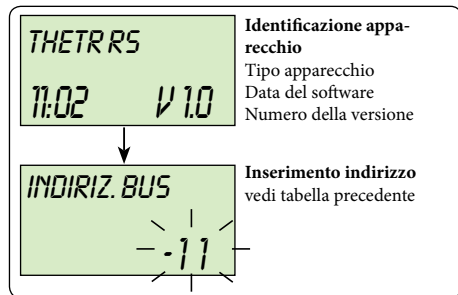 THETR RS
11:02 V 1.0
Identificazione appa-
recchio
Tipo apparecchio
Data del software
Numero della versione
INDIRIZ. BUS
-11
Inserimento indirizzo
vedi tabella precedente